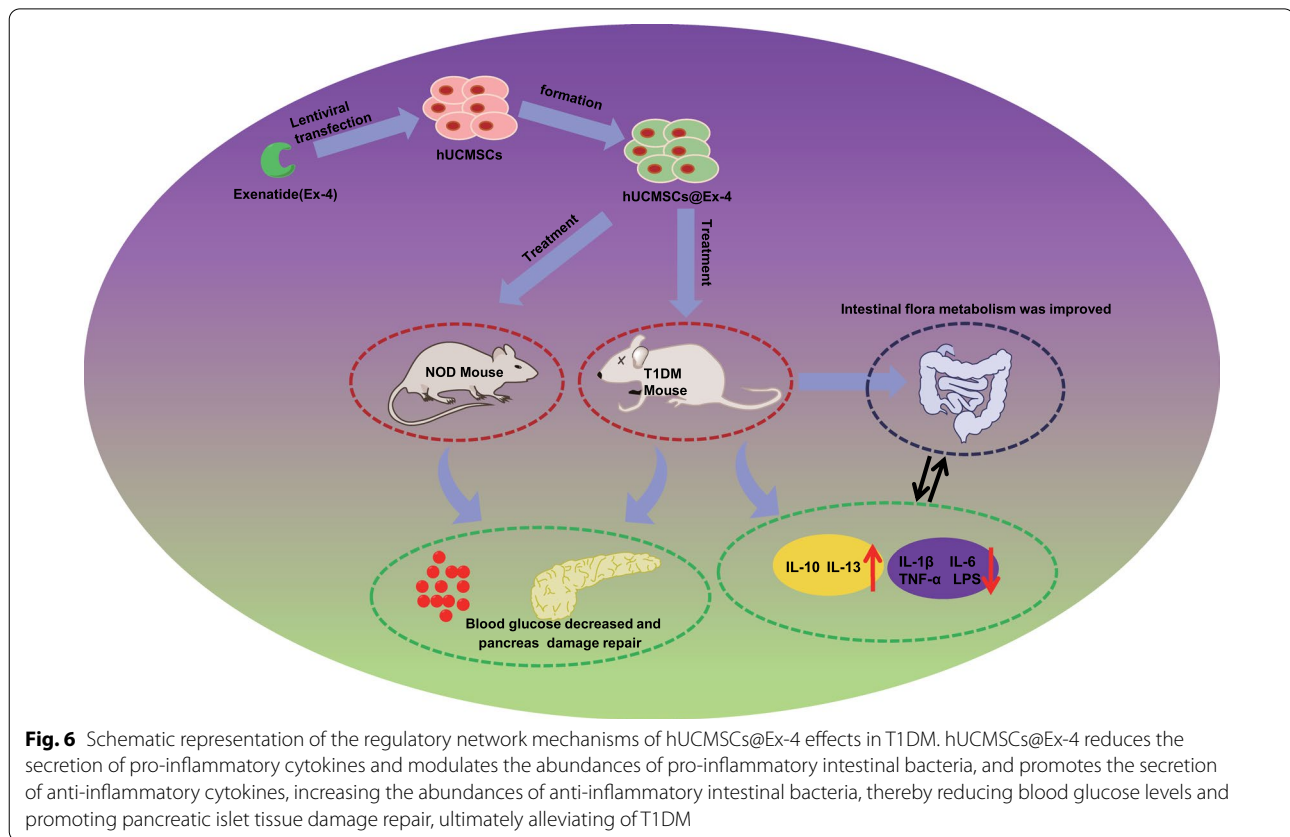 Lentiviral
transfection
formation
hUCMSCs
Exenatide(Ex-4)
hUCMSCs@Ex-4
Treatment
Treatment
Intestinal flora metabolism was improved
NOD Mouse
T1DM
Mouse
IL-10 IL-13
IL-1β IL-6
TNF-α LPS
Blood glucose decreased and
pancreas damage repair
Fig. 6 Schematic representation of the regulatory network mechanisms of hUCMSCs@Ex-4 effects in T1DM. hUCMSCs@Ex-4 reduces the
secretion of pro-inflammatory cytokines and modulates the abundances of pro-inflammatory intestinal bacteria, and promotes the secretion
of anti-inflammatory cytokines, increasing the abundances of anti-inflammatory intestinal bacteria, thereby reducing blood glucose levels and
promoting pancreatic islet tissue damage repair, ultimately alleviating of T1DM